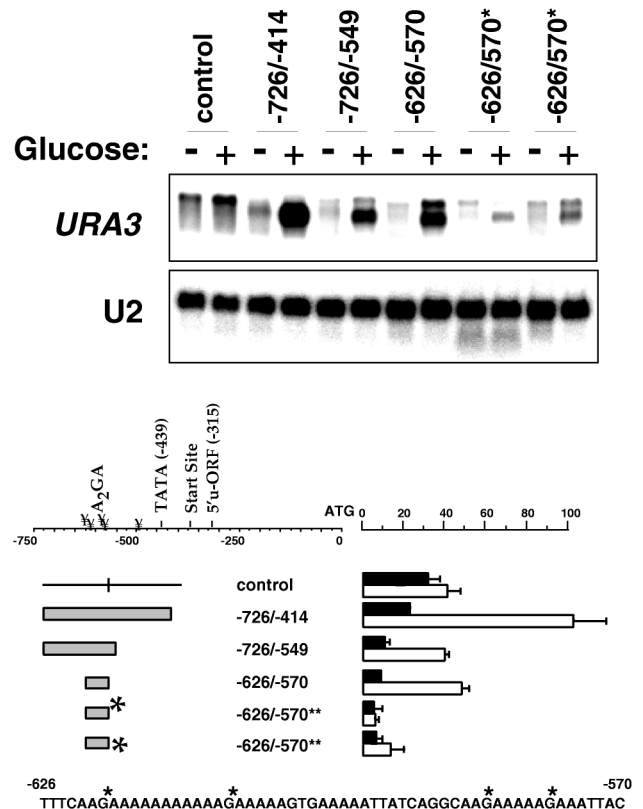 control -726/-414 -726/-549 -626/-570 -626/570* -626/570*
Glucose: - + - + - + - + - + - +
URA3
U2
A2GA
TATA (-439)
Start Site
5'u-ORF (-315)
¥ ¥ ¥ ¥ ¥
ATG
-750 -500 -250 0
0 20 40 60 80 100
control
-726/-414
-726/-549
-626/-570
* -626/-570**
* -626/-570**
-626 * * * * -570
TTTCAAGAAAAAAAAAAAGAAAAAGTGAAAAATTATCAGGCAAGAAAAAGAAATTAC